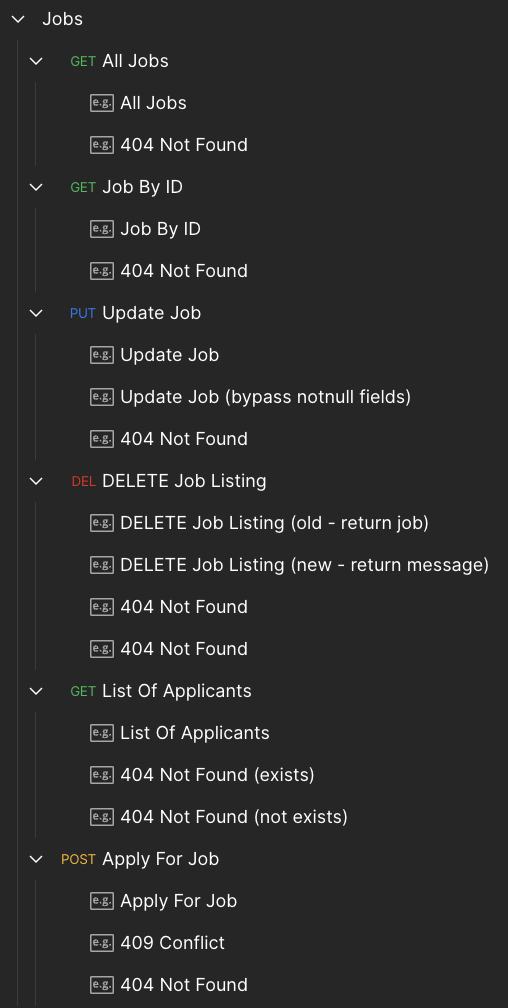 Jobs
GET All Jobs
e.g. All Jobs
e.g. 404 Not Found
GET Job By ID
e.g. Job By ID
e.g. 404 Not Found
PUT Update Job
e.g. Update Job
e.g. Update Job (bypass notnull fields)
e.g. 404 Not Found
DEL DELETE Job Listing
e.g. DELETE Job Listing (old - return job)
e.g. DELETE Job Listing (new - return message)
e.g. 404 Not Found
e.g. 404 Not Found
GET List Of Applicants
e.g. List Of Applicants
e.g. 404 Not Found (exists)
e.g. 404 Not Found (not exists)
POST Apply For Job
e.g. Apply For Job
e.g. 409 Conflict
e.g. 404 Not Found